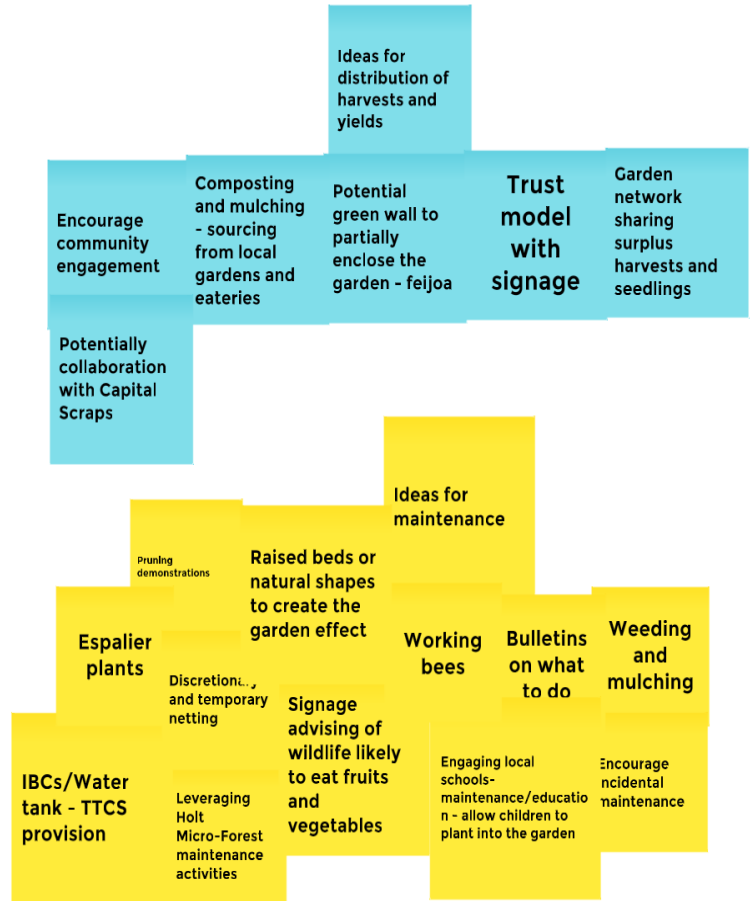 Ideas for
distribution of
harvests and
yields
Encourage
community
engagement
Composting
and mulching
- sourcing
from local
gardens and
eateries
Potential
green wall to
partially
enclose the
garden - feijoa
Trust
model
with
signage
Garden
network
sharing
surplus
harvests and
seedlings
Potentially
collaboration
with Capital
Scraps
Ideas for
maintenance
Pruning
demonstrations
Raised beds or
natural shapes
to create the
garden effect
Espalier
plants
Working
bees
Bulletins
on what
to do
Weeding
and
mulching
Discretionary
and temporary
netting
Signage
advising of
wildlife likely
to eat fruits
and
vegetables
IBCs/Water
tank - TTCS
provision
Leveraging
Holt
Micro-Forest
maintenance
activities
Engaging local
schools-
maintenance/educatio
n - allow children to
plant into the garden
Encourage
incidental
maintenance